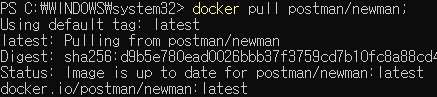 PS C:₩WINDOWS₩system32> docker pull postman/newman;
Using default tag: latest
latest: Pulling from postman/newman
Digest: sha256:d9b5e780ead0026bbb37f3759cd7b10fc8a88cd4
Status: Image is up to date for postman/newman:latest
docker.io/postman/newman:latest